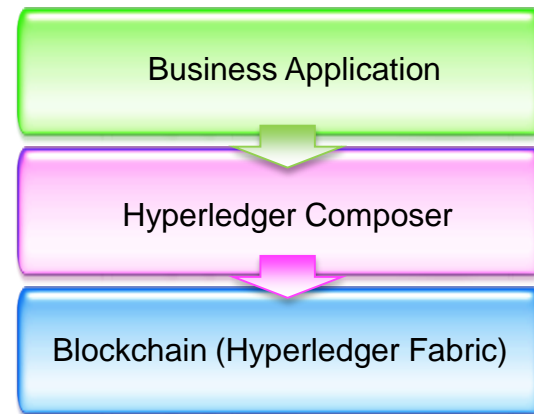 Business Application
Hyperledger Composer
Blockchain (Hyperledger Fabric)